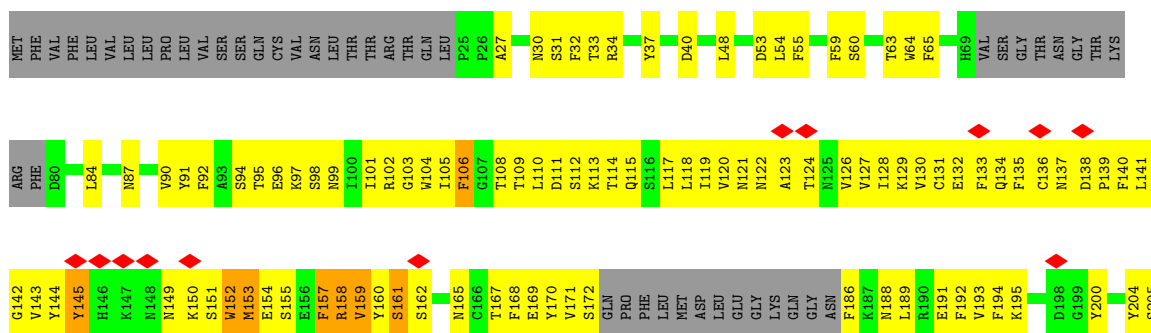 MET PHE VAL PHE LEU VAL LEU LEU PRO LEU VAL SER SER GLN CYS VAL ASN LEU THR THR ARG THR GLN LEU P25 P26 A27 N30 S31 F32 T33 R34 Y37 D40 L48 D53 L54 F55 F59 S60 T63 W64 F65 H69 VAL SER GLY THR ASN GLY THR LYS
ARG PHE D80 L84 N87 V90 Y91 F92 A93 S94 T95 E96 K97 S98 N99 I100 I101 R102 G103 W104 I105 F106 G107 T108 T109 L110 D111 S112 K113 T114 Q115 S116 L117 L118 I119 V120 N121 N122 A123 T124 N125 V126 V127 I128 K129 V130 C131 E132 F133 Q134 F135 C136 N137 D138 P139 F140 L141
G142 V143 Y144 Y145 H146 K147 N148 N149 K150 S151 W152 M153 E154 S155 E156 F157 R158 V159 Y160 S161 S162 N165 C166 T167 F168 E169 Y170 V171 S172 GLN PRO PHE LEU MET ASP LEU GLU GLY LYS GLN GLY ASN F186 K187 N188 L189 R190 E191 F192 V193 F194 K195 D198 G199 Y200 Y204 S205